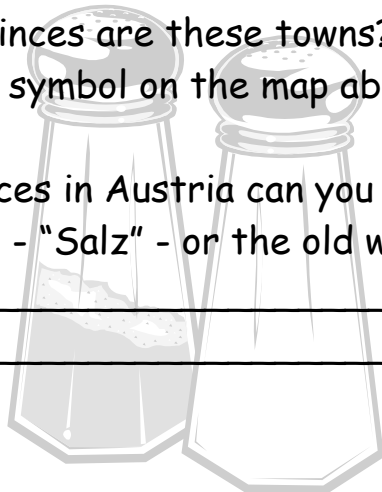 inces are these towns?
symbol on the map ab
ces in Austria can you
- “Salz” - or the old w